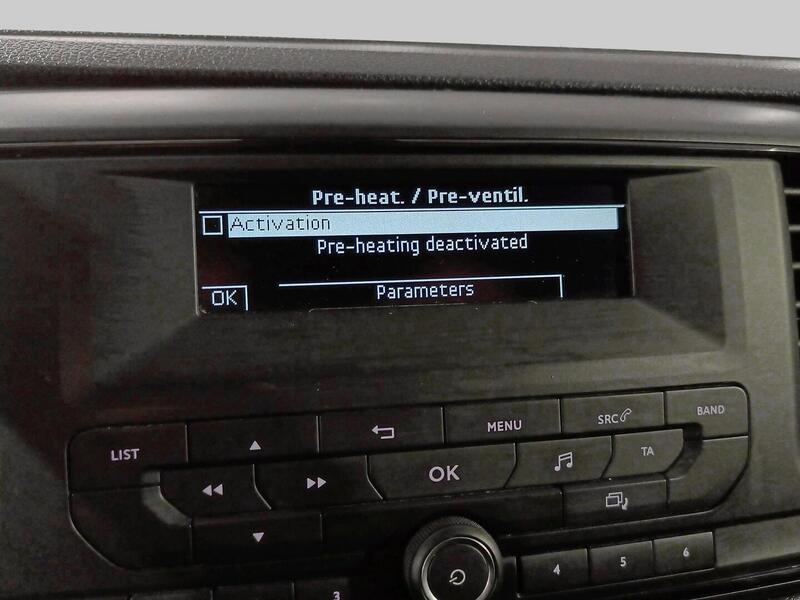 Pre-heat. / Pre-ventil.
Activation
Pre-heating deactivated
OK
Parameters
LIST
MENU
SRC
BAND
OK
TA
3
4
5
6